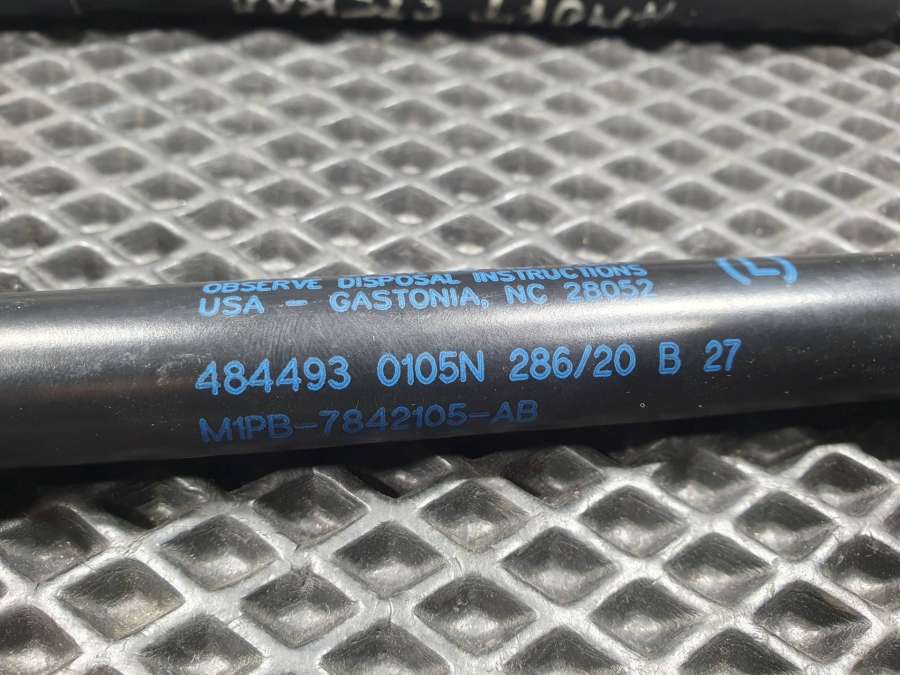 OBSERVE DISPOSAL INSTRUCTIONS
USA - GASTONIA, NC 28052
(L)
484493 0105N 286/20 B 27
M1PB-7842105-AB